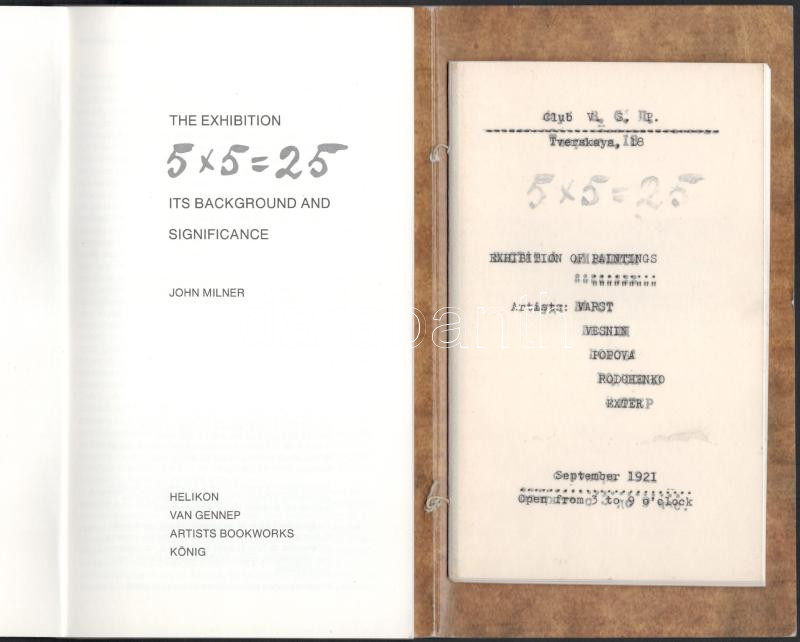 THE EXHIBITION
5×5=25
ITS BACKGROUND AND
SIGNIFICANCE
JOHN MILNER
HELIKON
VAN GENNEP
ARTISTS BOOKWORKS
KÖNIG
Club V. S. P.
Tverskaya, 18
5×5=25
EXHIBITION OF PAINTINGS
Artists: VARST
VESNIN
POPOVA
RODCHENKO
EXTER
September 1921
Open from 3 to 9 o'clock